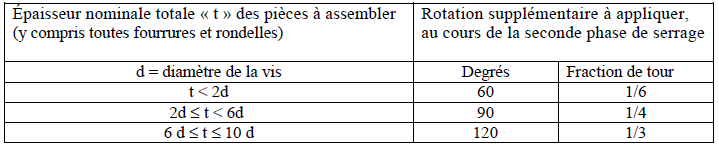 Épaisseur nominale totale « t » des pièces à assembler
(y compris toutes fourrures et rondelles)
Rotation supplémentaire à appliquer,
au cours de la seconde phase de serrage
d = diamètre de la vis Degrés Fraction de tour
t < 2d 60 1/6
2d ≤ t < 6d 90 1/4
6 d ≤ t ≤ 10 d 120 1/3